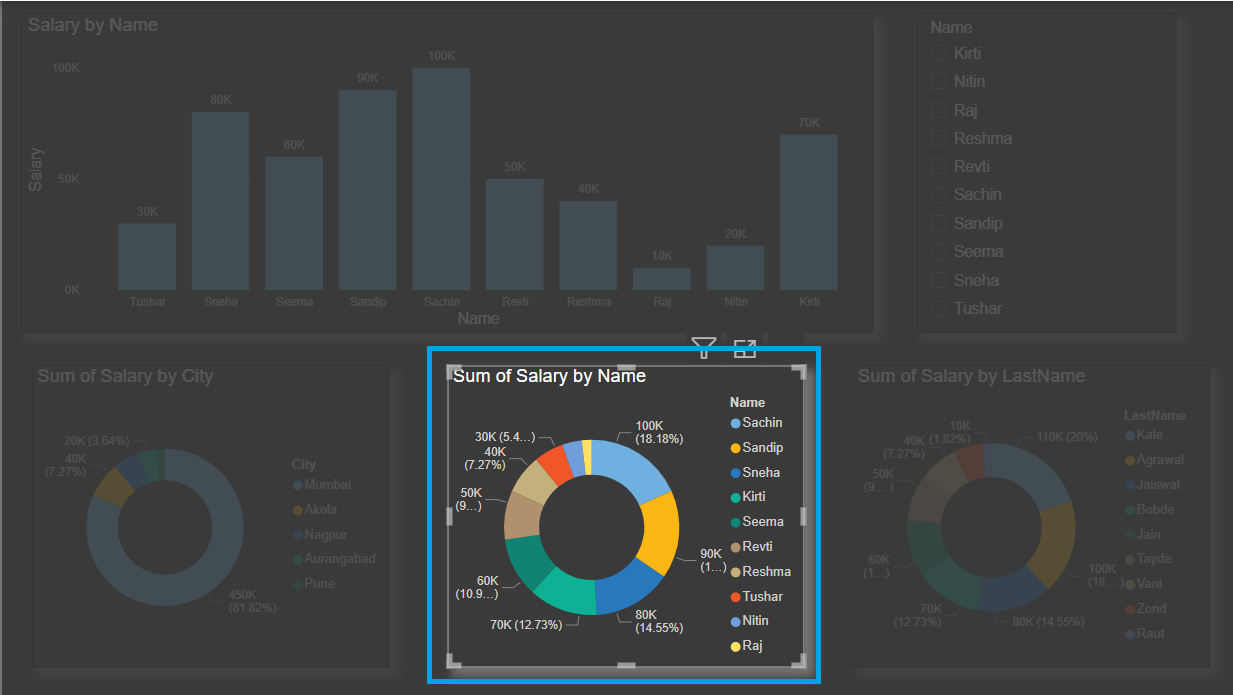 Salary by Name
100K
50K
0K
Salary
30K
80K
60K
90K
100K
50K
40K
10K
20K
70K
Tushar
Sneha
Seema
Sandip
Sachin
Revti
Reshma
Raj
Nitin
Kirti
Name
Name
Kirti
Nitin
Raj
Reshma
Revti
Sachin
Sandip
Seema
Sneha
Tushar
Sum of Salary by City
20K (3.64%)
40K
(7.27%)
450K
(81.82%)
City
Mumbai
Akola
Nagpur
Aurangabad
Pune
Sum of Salary by Name
100K
(18.18%)
90K
(1...)
80K
(14.55%)
70K (12.73%)
60K
(10.9...)
50K
(9...)
40K
(7.27%)
30K (5.4...)
Name
Sachin
Sandip
Sneha
Kirti
Seema
Revti
Reshma
Tushar
Nitin
Raj
Sum of Salary by LastName
110K (20%)
100K
(18....)
80K (14.55%)
70K
(12.73%)
60K
(1...)
50K
(9....)
40K
(7.27%)
10K
(1.82%)
LastName
Kale
Agrawal
Jaiswal
Bobde
Jain
Tayde
Vani
Zond
Raut